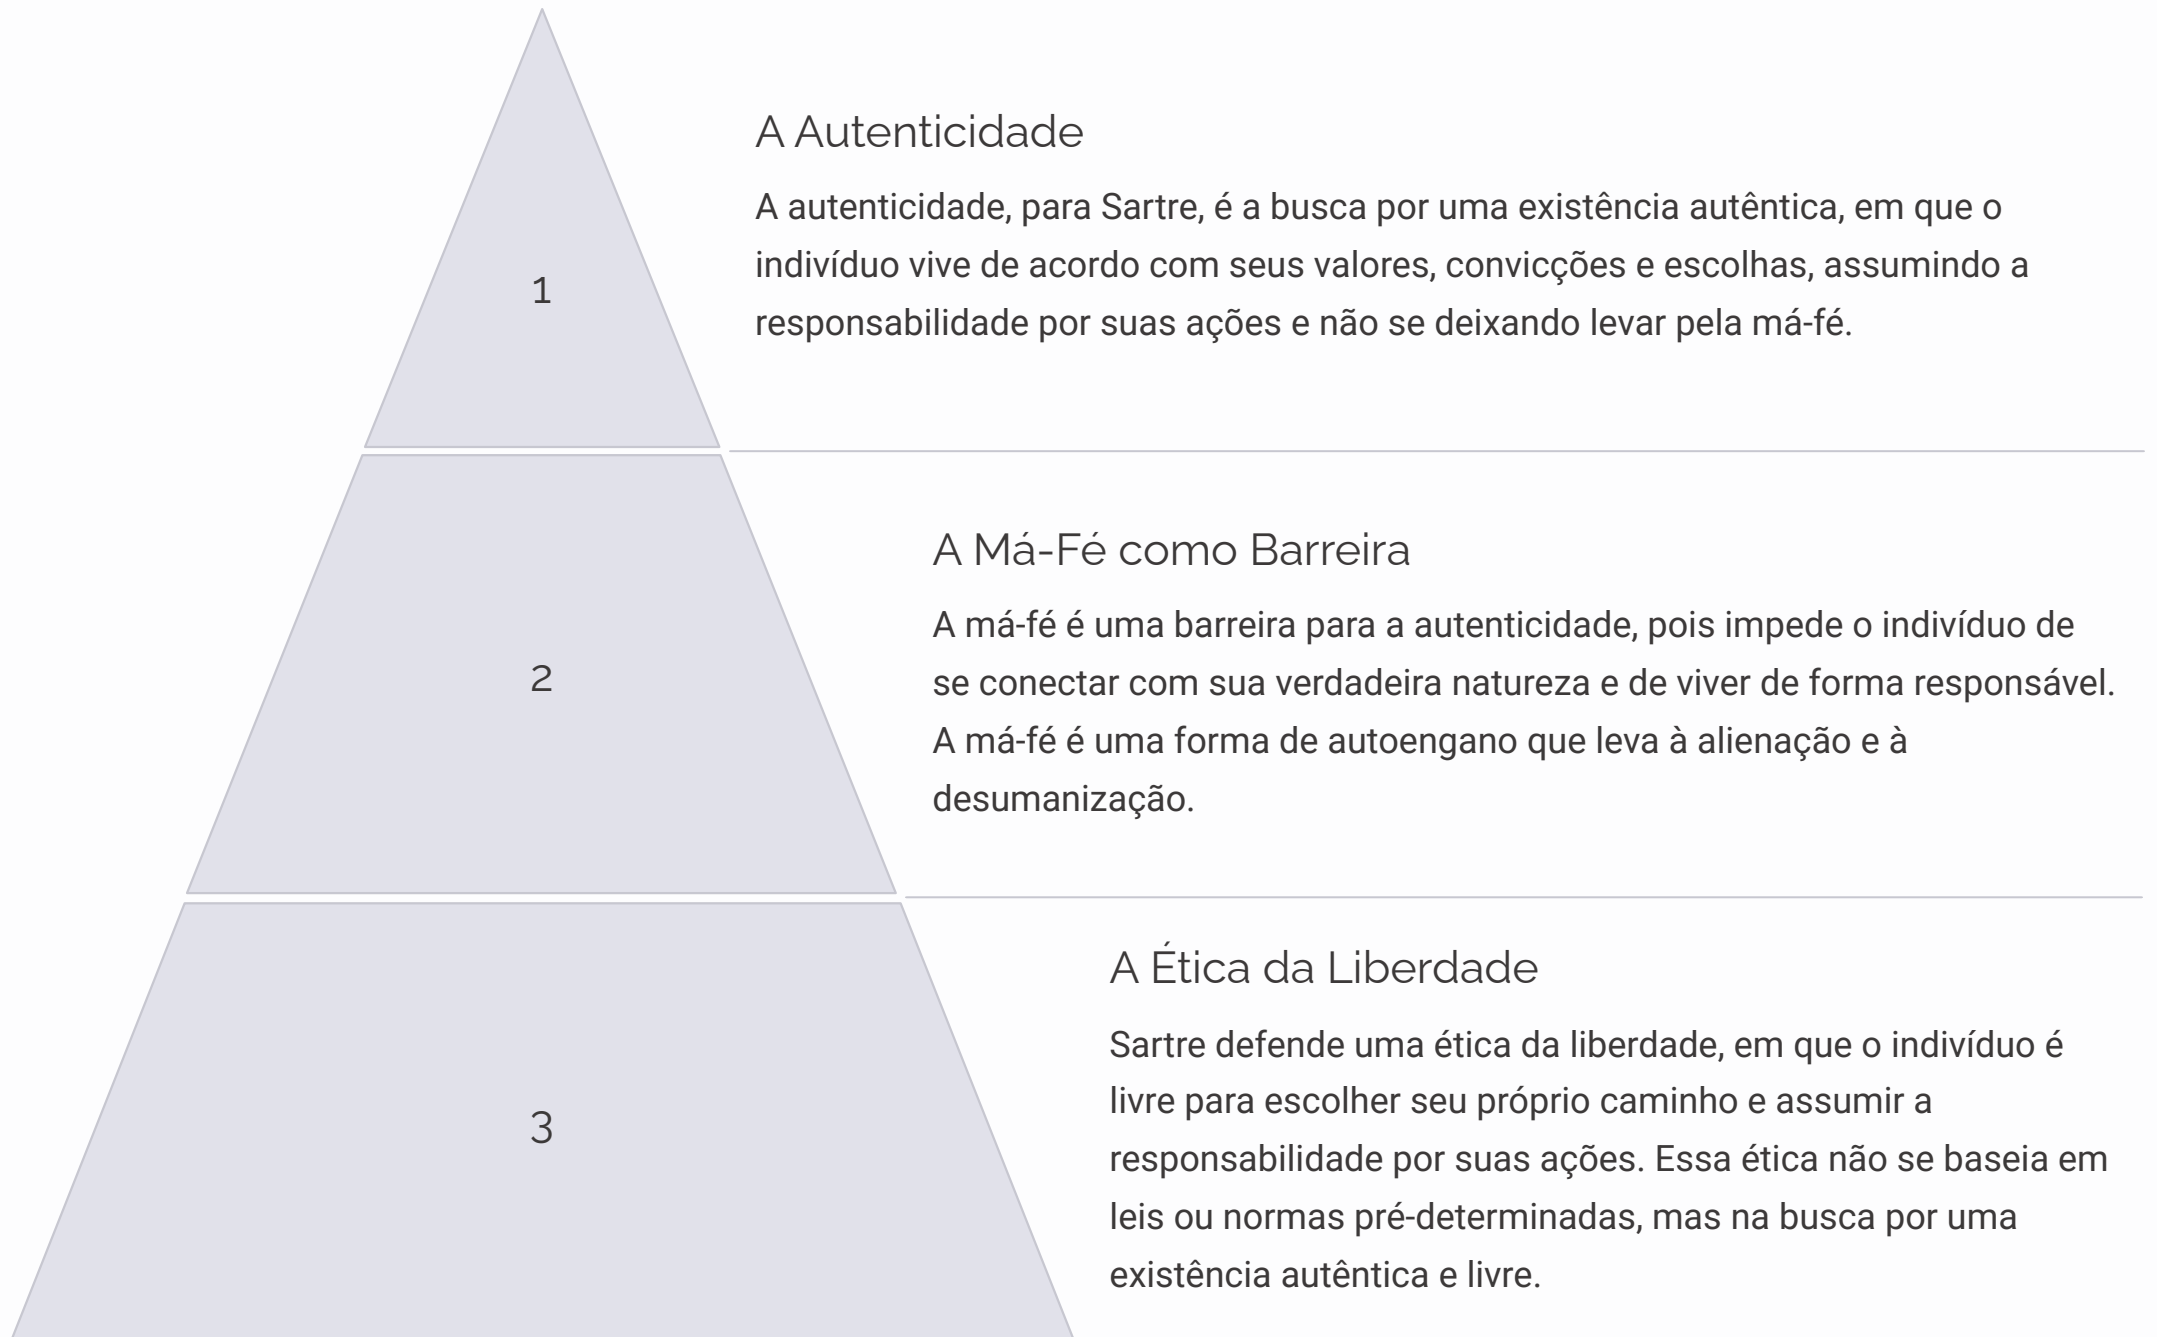 A Autenticidade
A autenticidade, para Sartre, é a busca por uma existência autêntica, em que o
indivíduo vive de acordo com seus valores, convicções e escolhas, assumindo a
responsabilidade por suas ações e não se deixando levar pela má-fé.
1
A Má-Fé como Barreira
A má-fé é uma barreira para a autenticidade, pois impede o indivíduo de
se conectar com sua verdadeira natureza e de viver de forma responsável.
A má-fé é uma forma de autoengano que leva à alienação e à
desumanização.
2
A Ética da Liberdade
Sartre defende uma ética da liberdade, em que o indivíduo é
livre para escolher seu próprio caminho e assumir a
responsabilidade por suas ações. Essa ética não se baseia em
leis ou normas pré-determinadas, mas na busca por uma
existência autêntica e livre.
3